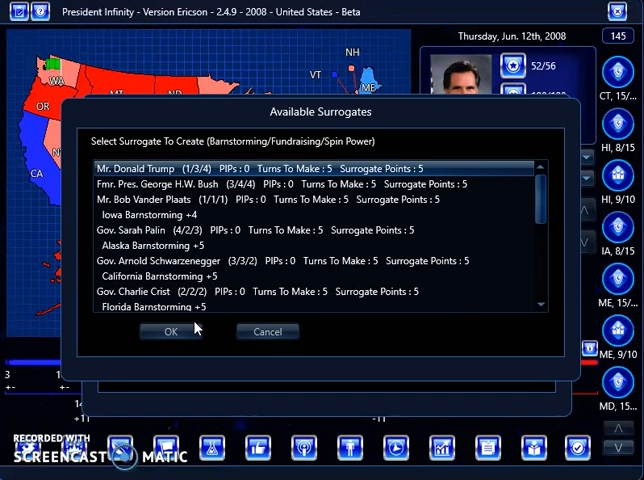 President Infinity - Version Ericson - 2.4.9 - 2008 - United States - Beta
Thursday, Jun. 12th, 2008
145
NH
VT
ME
WA
OR
CA
52/56
Available Surrogates
Select Surrogate To Create (Barnstorming/Fundraising/Spin Power)
Mr. Donald Trump (1/3/4) PIPs : 0 Turns To Make : 5 Surrogate Points : 5
Fmr. Pres. George H.W. Bush (3/4/4) PIPs : 0 Turns To Make : 5 Surrogate Points : 5
Mr. Bob Vander Plaats (1/1/1) PIPs : 0 Turns To Make : 5 Surrogate Points : 5
Iowa Barnstorming +4
Gov. Sarah Palin (4/2/3) PIPs : 0 Turns To Make : 5 Surrogate Points : 5
Alaska Barnstorming +5
Gov. Arnold Schwarzenegger (3/3/2) PIPs : 0 Turns To Make : 5 Surrogate Points : 5
California Barnstorming +5
Gov. Charlie Crist (2/2/2) PIPs : 0 Turns To Make : 5 Surrogate Points : 5
Florida Barnstorming +5
OK
Cancel
CT, 15...
HI, 8/15
HI, 9/10
IA, 8/15
ME, 15...
ME, 9/10
MD, 15...
RECORDED WITH
SCREENCAST MATIC